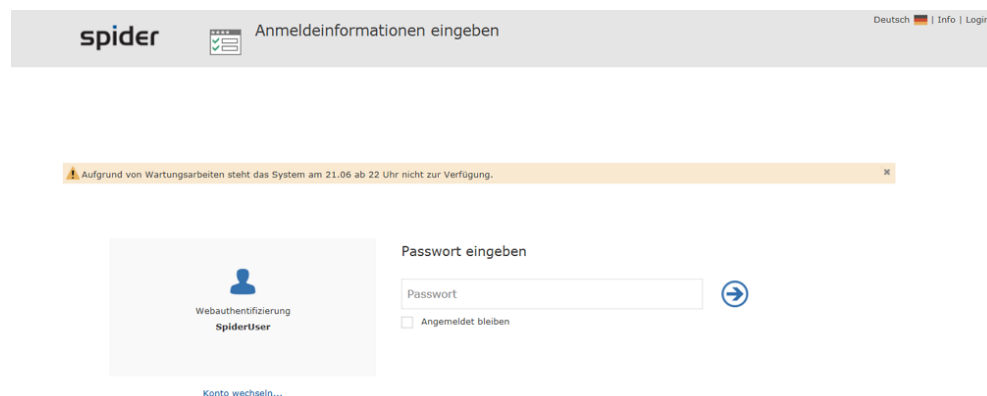 spider
Anmeldeinformationen eingeben
Deutsch | Info | Login
Aufgrund von Wartungsarbeiten steht das System am 21.06 ab 22 Uhr nicht zur Verfügung.
Passwort eingeben
Passwort
Angemeldet bleiben
Webauthentifizierung
SpiderUser
Konto wechseln...